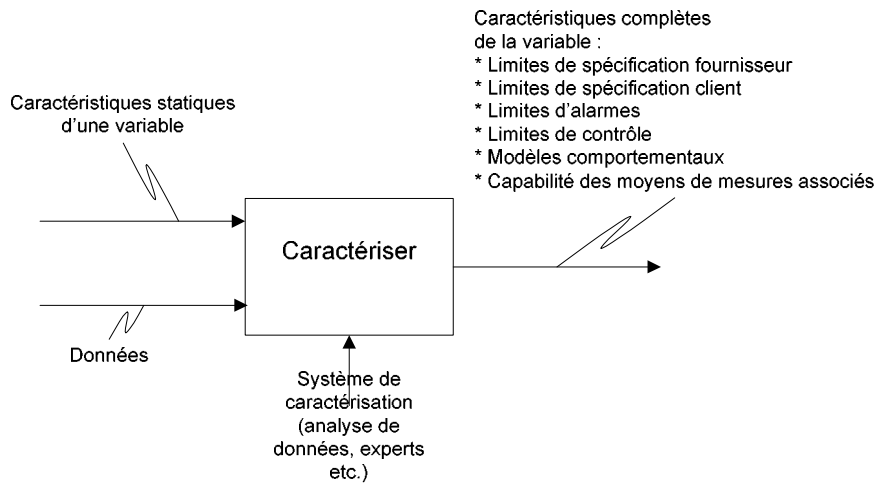 Caractéristiques complètes
de la variable :
* Limites de spécification fournisseur
* Limites de spécification client
* Limites d'alarmes
* Limites de contrôle
* Modèles comportementaux
* Capabilité des moyens de mesures associés
Caractéristiques statiques
d'une variable
Caractériser
Données
Système de
caractérisation
(analyse de
données, experts
etc.)